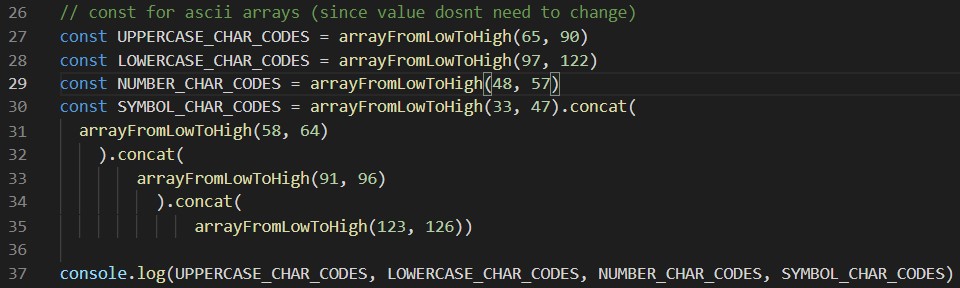 26 // const for ascii arrays (since value dosnt need to change)
27 const UPPERCASE_CHAR_CODES = arrayFromLowToHigh(65, 90)
28 const LOWERCASE_CHAR_CODES = arrayFromLowToHigh(97, 122)
29 const NUMBER_CHAR_CODES = arrayFromLowToHigh(48, 57)
30 const SYMBOL_CHAR_CODES = arrayFromLowToHigh(33, 47).concat(
31 arrayFromLowToHigh(58, 64)
32 ).concat(
33 arrayFromLowToHigh(91, 96)
34 ).concat(
35 arrayFromLowToHigh(123, 126))
36
37 console.log(UPPERCASE_CHAR_CODES, LOWERCASE_CHAR_CODES, NUMBER_CHAR_CODES, SYMBOL_CHAR_CODES)